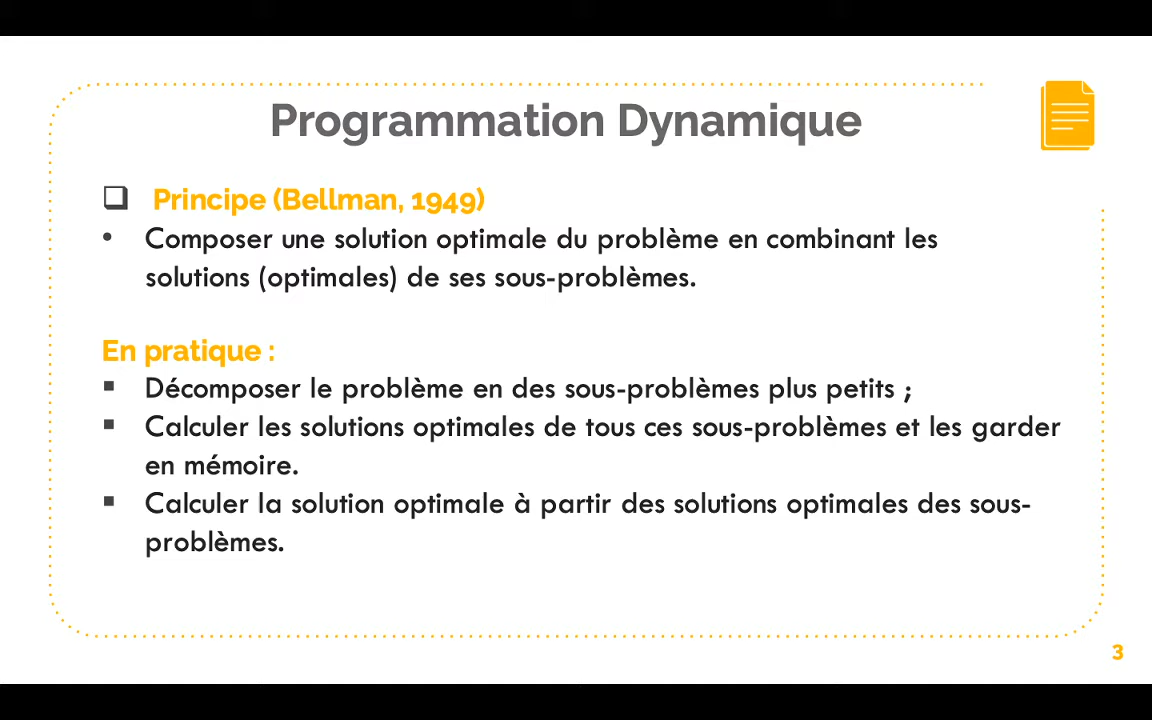 Programmation Dynamique
❑ Principe (Bellman, 1949)
• Composer une solution optimale du problème en combinant les
solutions (optimales) de ses sous-problèmes.
En pratique :
▪ Décomposer le problème en des sous-problèmes plus petits ;
▪ Calculer les solutions optimales de tous ces sous-problèmes et les garder
en mémoire.
▪ Calculer la solution optimale à partir des solutions optimales des sous-
problèmes.
3